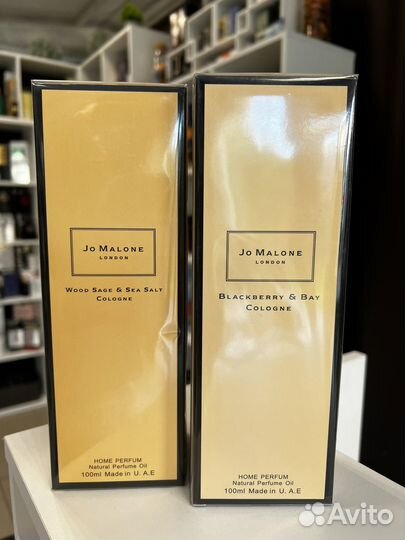 Jo Malone
LONDON
Wood Sage & Sea Salt
Cologne
HOME PERFUM
Natural Perfume Oil
100ml Made in U. A.E
Jo Malone
LONDON
Blackberry & Bay
Cologne
HOME PERFUM
Natural Perfume Oil
100ml Made in U. A.E
Avito